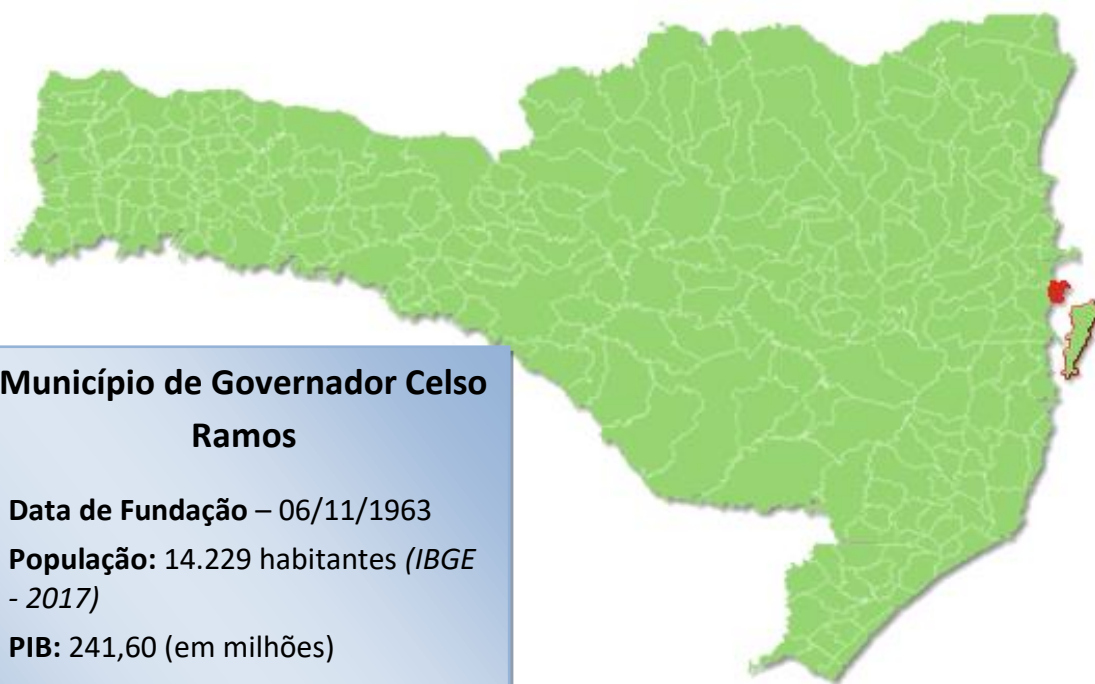 Município de Governador Celso
Ramos
Data de Fundação – 06/11/1963
População: 14.229 habitantes (IBGE
- 2017)
PIB: 241,60 (em milhões)